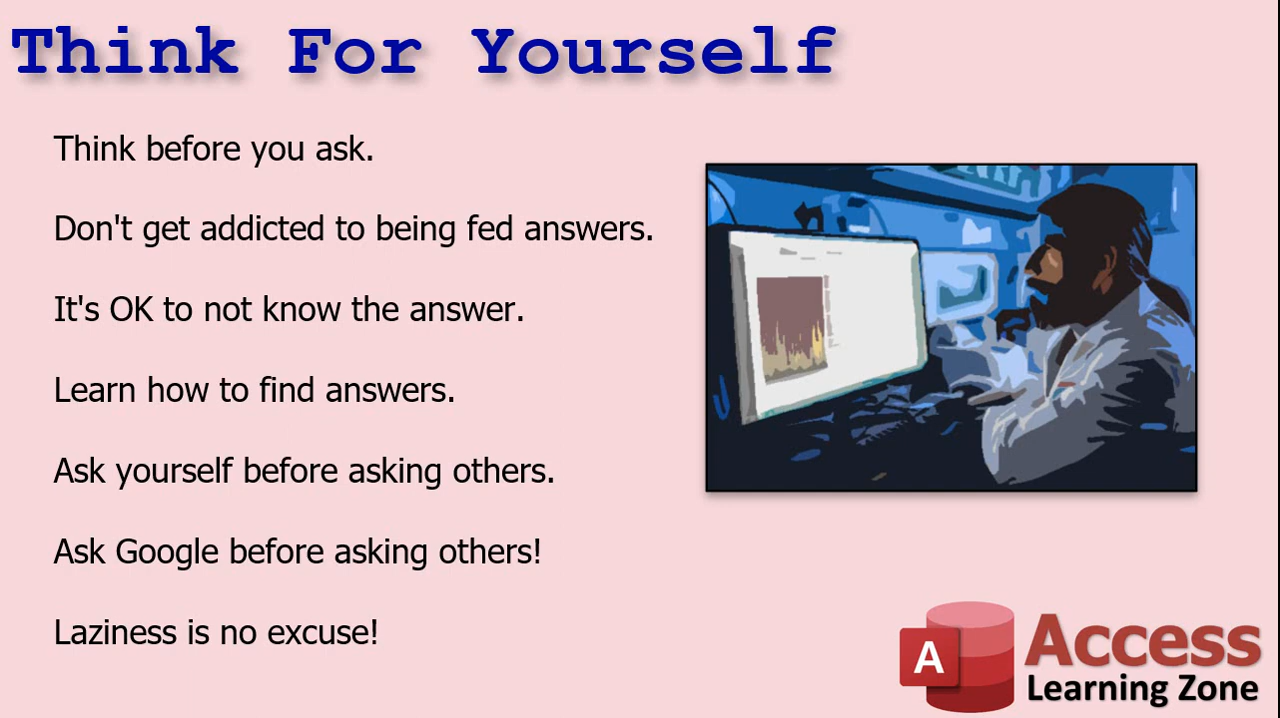 Think For Yourself
Think before you ask.
Don't get addicted to being fed answers.
It's OK to not know the answer.
Learn how to find answers.
Ask yourself before asking others.
Ask Google before asking others!
Laziness is no excuse!
A
Access
Learning Zone